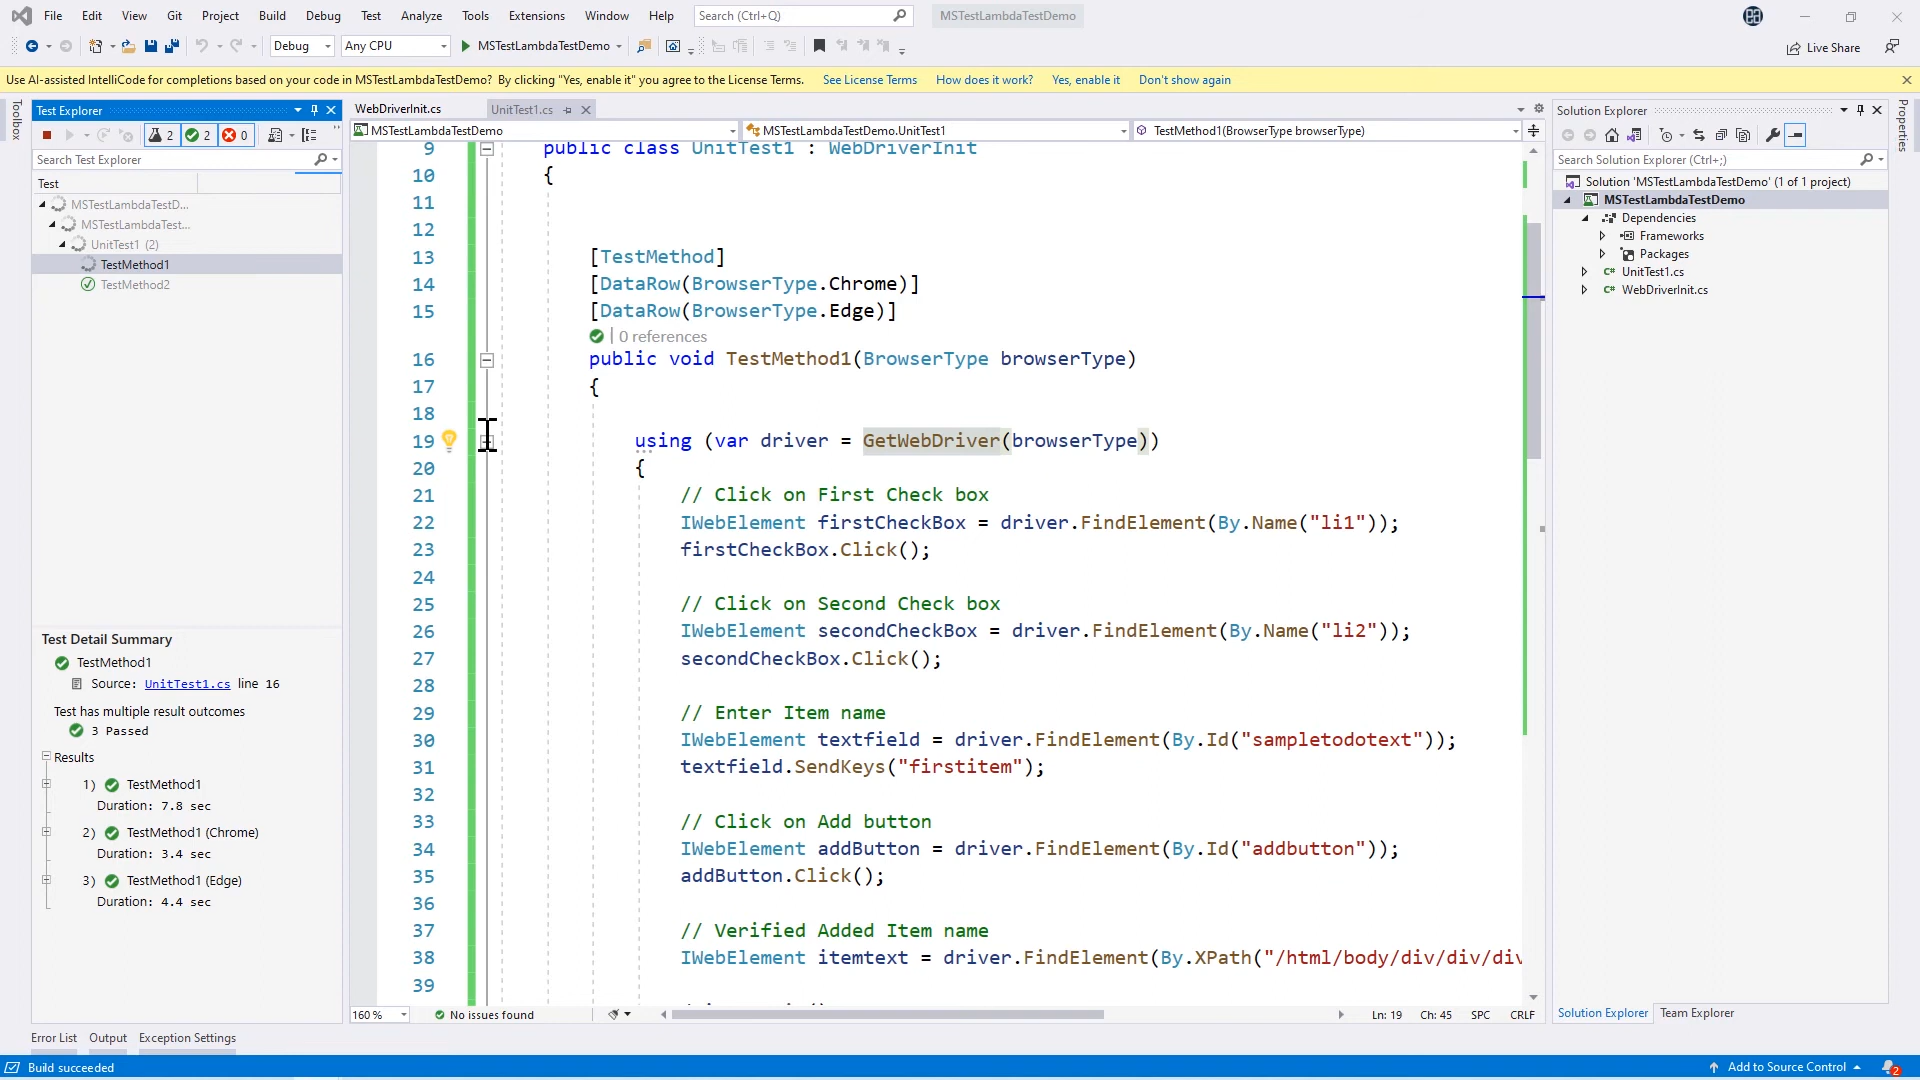 File Edit View Git Project Build Debug Test Analyze Tools Extensions Window Help Search (Ctrl+Q) MSTestLambdaTestDemo
Debug Any CPU MSTestLambdaTestDemo Live Share
Use AI-assisted IntelliCode for completions based on your code in MSTestLambdaTestDemo? By clicking "Yes, enable it" you agree to the License Terms. See License Terms How does it work? Yes, enable it Don't show again
Toolbox
Test Explorer
2 2 0
Search Test Explorer
Test
MSTestLambdaTestD...
MSTestLambdaTest...
UnitTest1 (2)
TestMethod1
TestMethod2
Test Detail Summary
TestMethod1
Source: UnitTest1.cs line 16
Test has multiple result outcomes
3 Passed
Results
1) TestMethod1
Duration: 7.8 sec
2) TestMethod1 (Chrome)
Duration: 3.4 sec
3) TestMethod1 (Edge)
Duration: 4.4 sec
WebDriverInit.cs UnitTest1.cs
MSTestLambdaTestDemo MSTestLambdaTestDemo.UnitTest1 TestMethod1(BrowserType browserType)
9 public class UnitTest1 : WebDriverInit
10 {
11
12
13 [TestMethod]
14 [DataRow(BrowserType.Chrome)]
15 [DataRow(BrowserType.Edge)]
0 references
16 public void TestMethod1(BrowserType browserType)
17 {
18
19 using (var driver = GetWebDriver(browserType))
20 {
21 // Click on First Check box
22 IWebElement firstCheckBox = driver.FindElement(By.Name("li1"));
23 firstCheckBox.Click();
24
25 // Click on Second Check box
26 IWebElement secondCheckBox = driver.FindElement(By.Name("li2"));
27 secondCheckBox.Click();
28
29 // Enter Item name
30 IWebElement textfield = driver.FindElement(By.Id("sampletodotext"));
31 textfield.SendKeys("firstitem");
32
33 // Click on Add button
34 IWebElement addButton = driver.FindElement(By.Id("addbutton"));
35 addButton.Click();
36
37 // Verified Added Item name
38 IWebElement itemtext = driver.FindElement(By.XPath("/html/body/div/div/div
39
160 % No issues found Ln: 19 Ch: 45 SPC CRLF
Solution Explorer
Search Solution Explorer (Ctrl+;)
Solution 'MSTestLambdaTestDemo' (1 of 1 project)
MSTestLambdaTestDemo
Dependencies
Frameworks
Packages
C# UnitTest1.cs
C# WebDriverInit.cs
Solution Explorer Team Explorer
Properties
Error List Output Exception Settings
Build succeeded Add to Source Control 2